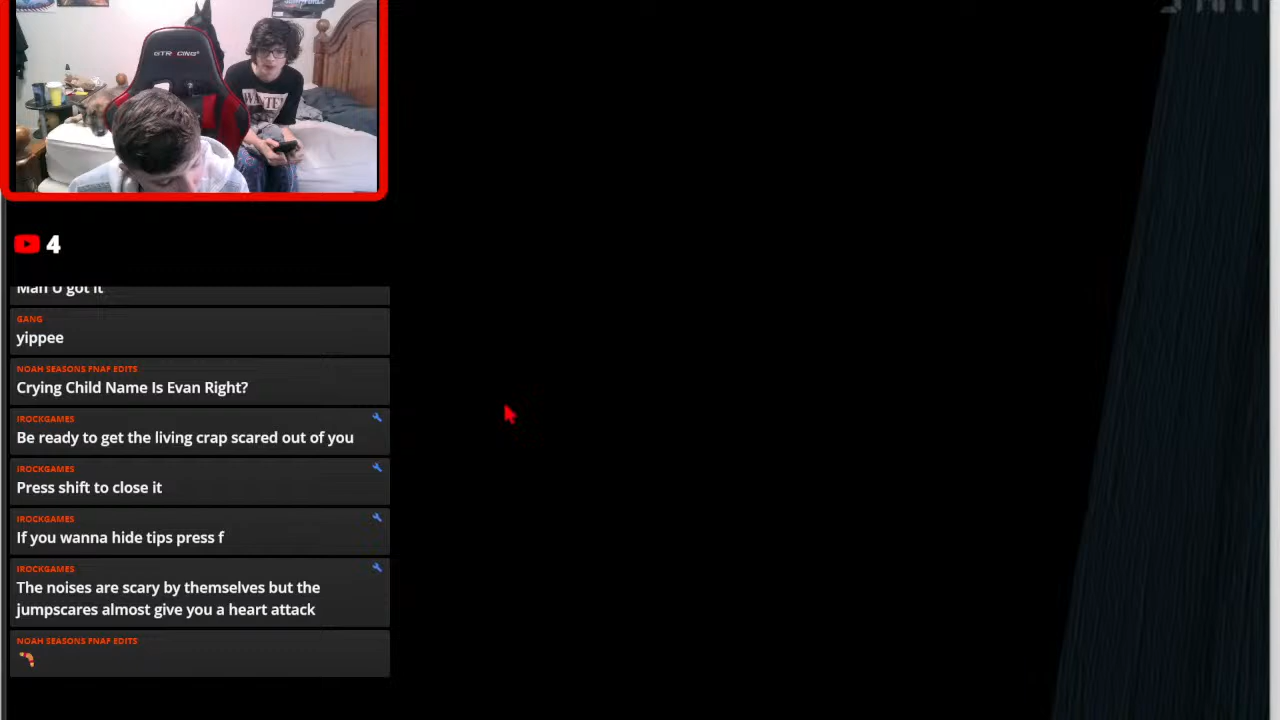 GTRACING
WANTED
4
Man U got it
GANG
yippee
NOAH SEASONS FNAF EDITS
Crying Child Name Is Evan Right?
IROCKGAMES
Be ready to get the living crap scared out of you
IROCKGAMES
Press shift to close it
IROCKGAMES
If you wanna hide tips press f
IROCKGAMES
The noises are scary by themselves but the
jumpscares almost give you a heart attack
NOAH SEASONS FNAF EDITS